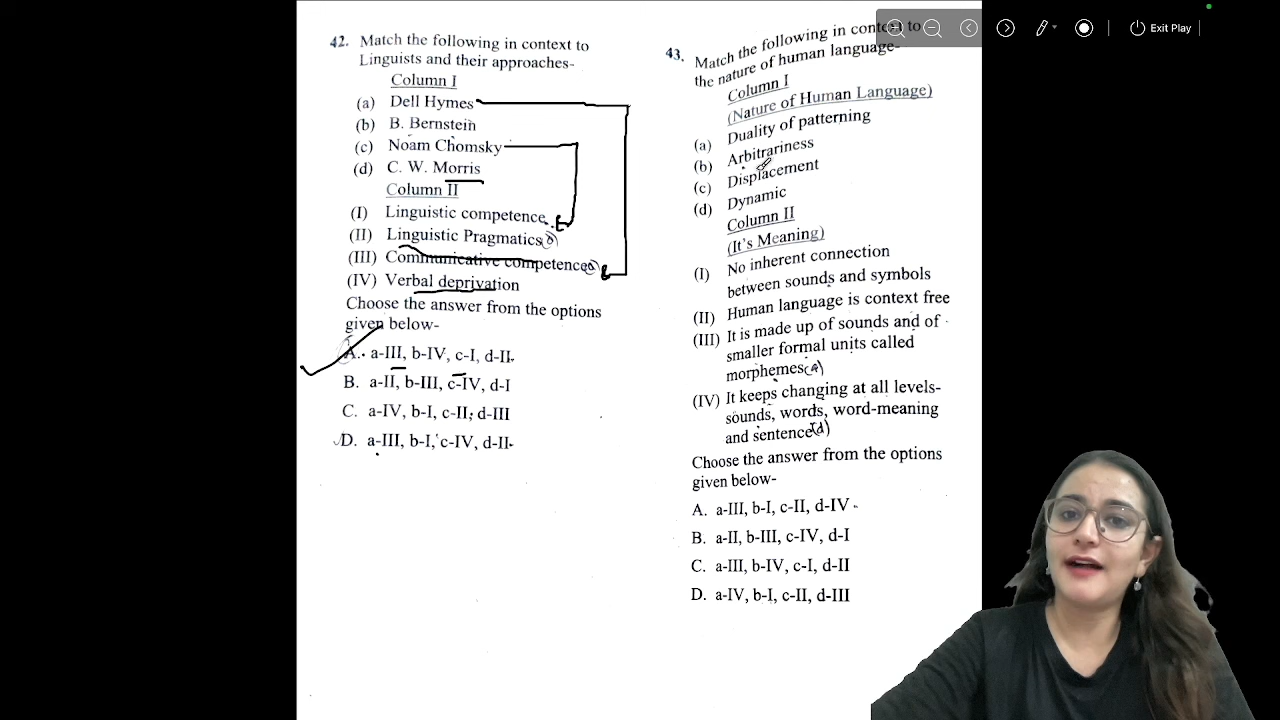 42. Match the following in context to
Linguists and their approaches-
Column I
(a) Dell Hymes
(b) B. Bernstein
(c) Noam Chomsky
(d) C. W. Morris
Column II
(I) Linguistic competence
(II) Linguistic Pragmatics
(III) Communicative competence
(IV) Verbal deprivation
Choose the answer from the options
given below-
A. a-III, b-IV, c-I, d-II
B. a-II, b-III, c-IV, d-I
C. a-IV, b-I, c-II, d-III
D. a-III, b-I, c-IV, d-II
43. Match the following in context to
the nature of human language-
Column I
(Nature of Human Language)
(a) Duality of patterning
(b) Arbitrariness
(c) Displacement
(d) Dynamic
Column II
(It's Meaning)
(I) No inherent connection
between sounds and symbols
(II) Human language is context free
(III) It is made up of sounds and of
smaller formal units called
morphemes (a)
(IV) It keeps changing at all levels-
sounds, words, word-meaning
and sentence (d)
Choose the answer from the options
given below-
A. a-III, b-I, c-II, d-IV
B. a-II, b-III, c-IV, d-I
C. a-III, b-IV, c-I, d-II
D. a-IV, b-I, c-II, d-III
Exit Play